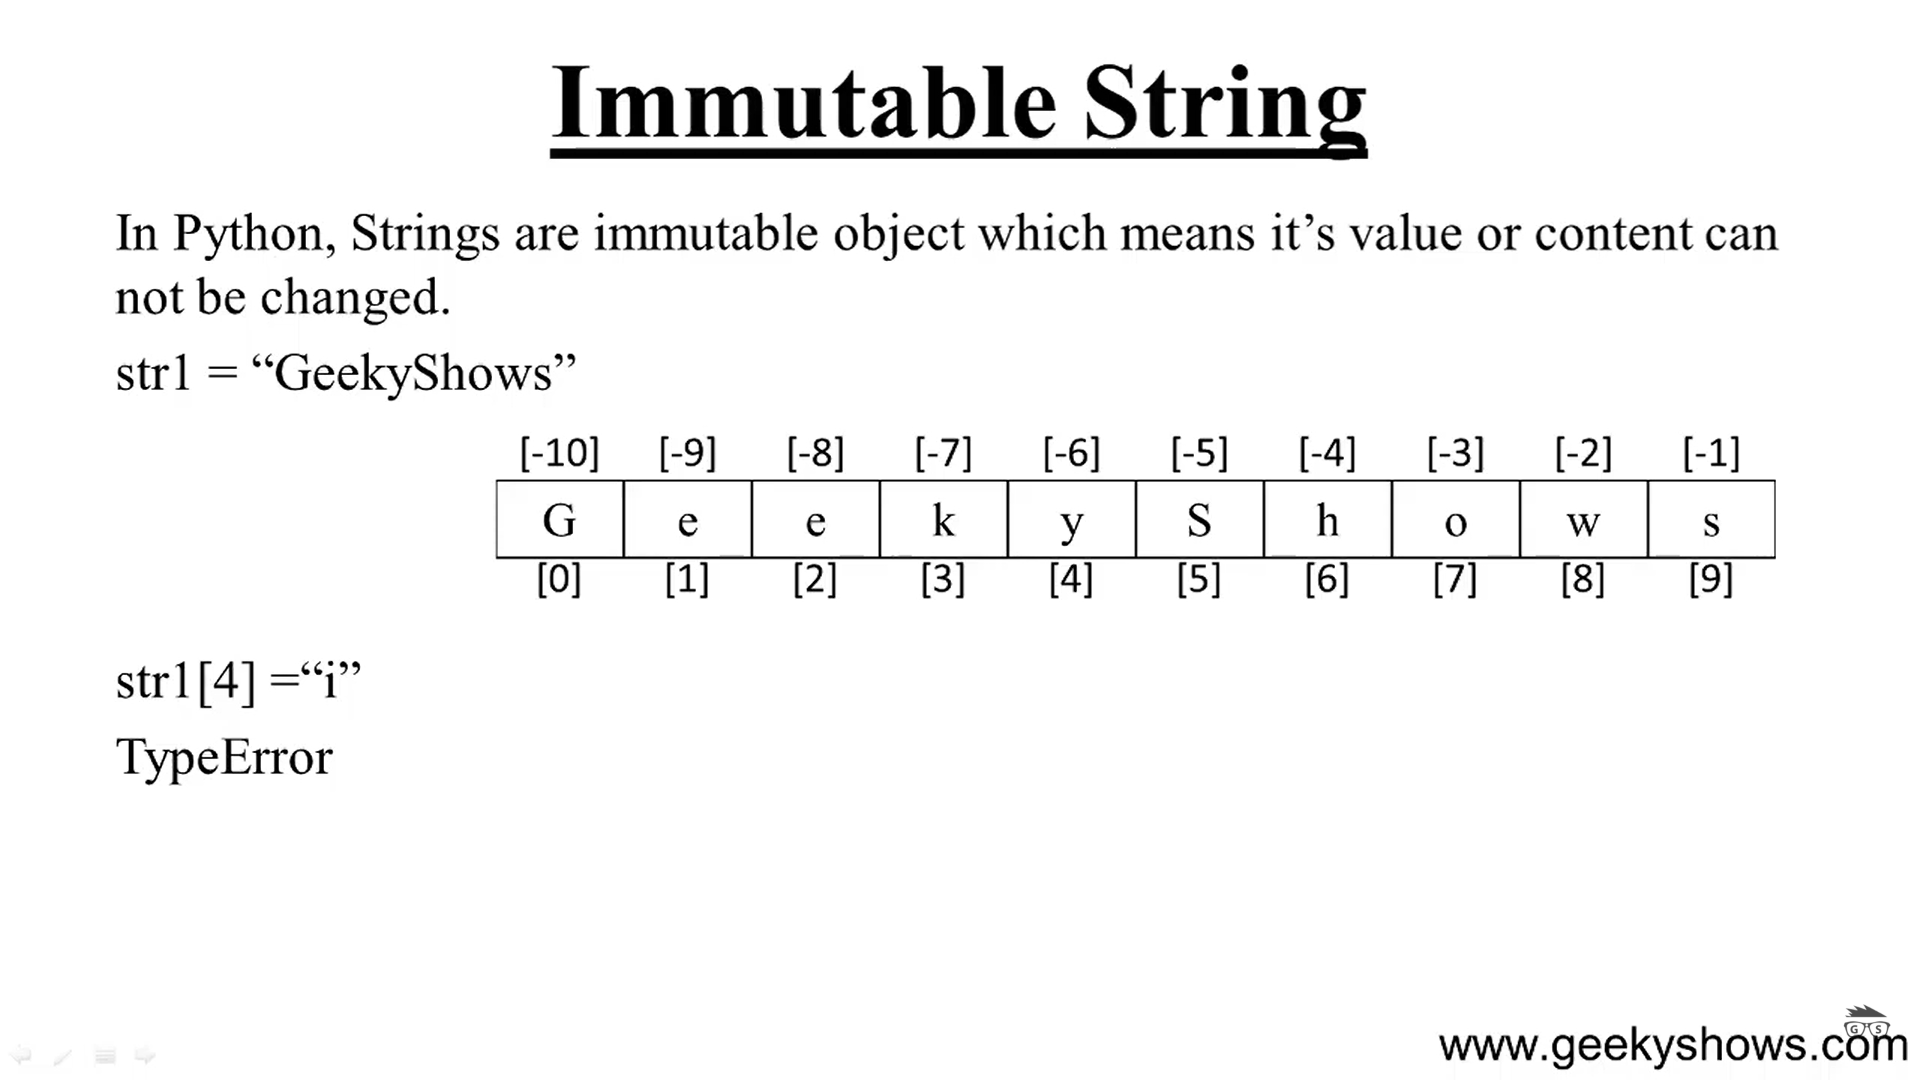 Immutable String
In Python, Strings are immutable object which means it’s value or content can
not be changed.
str1 = “GeekyShows”
[-10] [-9] [-8] [-7] [-6] [-5] [-4] [-3] [-2] [-1]
G e e k y S h o w s
[0] [1] [2] [3] [4] [5] [6] [7] [8] [9]
str1[4] =“i”
TypeError
G S
www.geekyshows.com